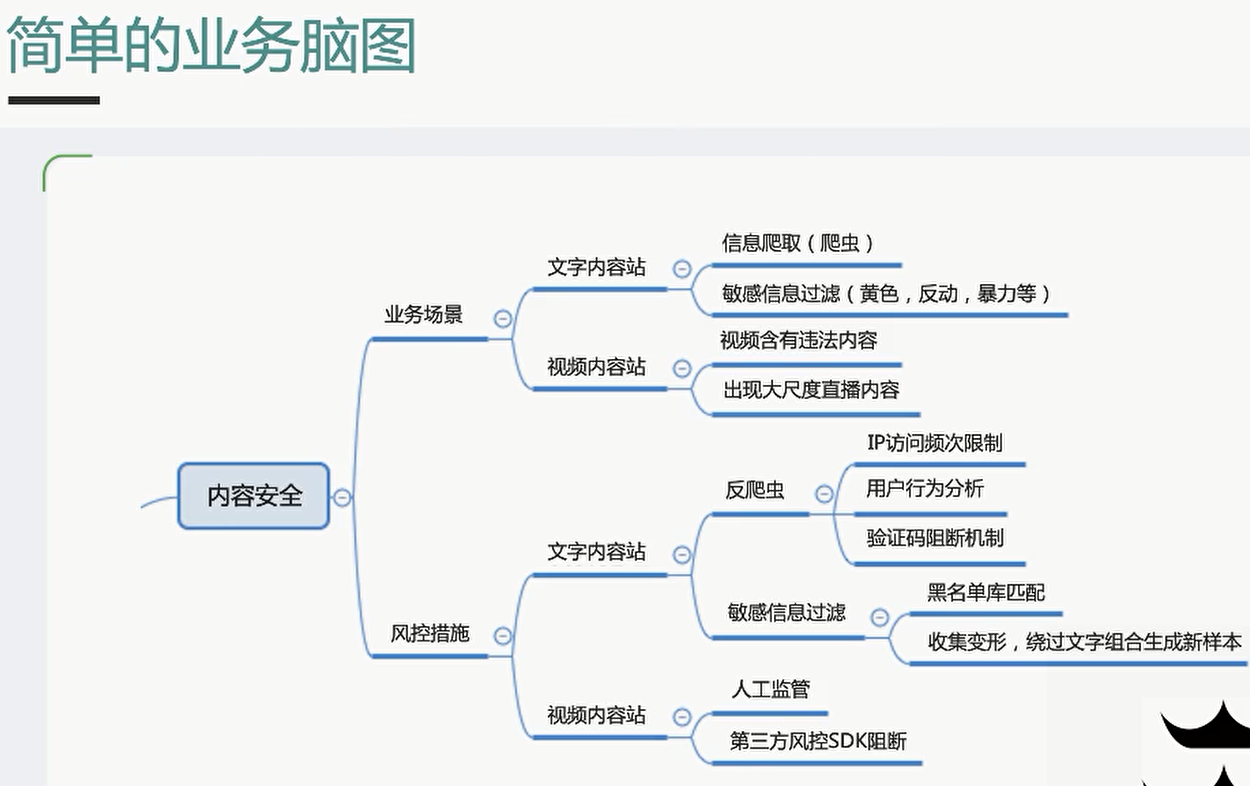 简单的业务脑图
内容安全
业务场景
文字内容站
信息爬取（爬虫）
敏感信息过滤（黄色，反动，暴力等）
视频内容站
视频含有违法内容
出现大尺度直播内容
风控措施
文字内容站
反爬虫
IP访问频次限制
用户行为分析
验证码阻断机制
敏感信息过滤
黑名单库匹配
收集变形，绕过文字组合生成新样本
视频内容站
人工监管
第三方风控SDK阻断